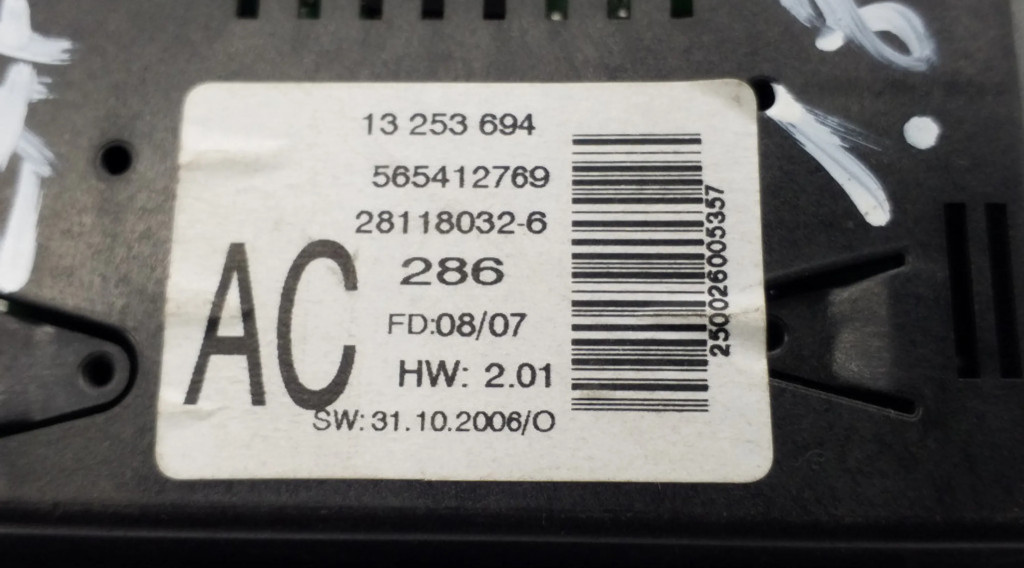 13 253 694
565412769
28118032-6
AC
286
FD:08/07
HW: 2.01
SW:31.10.2006/O
250026005357